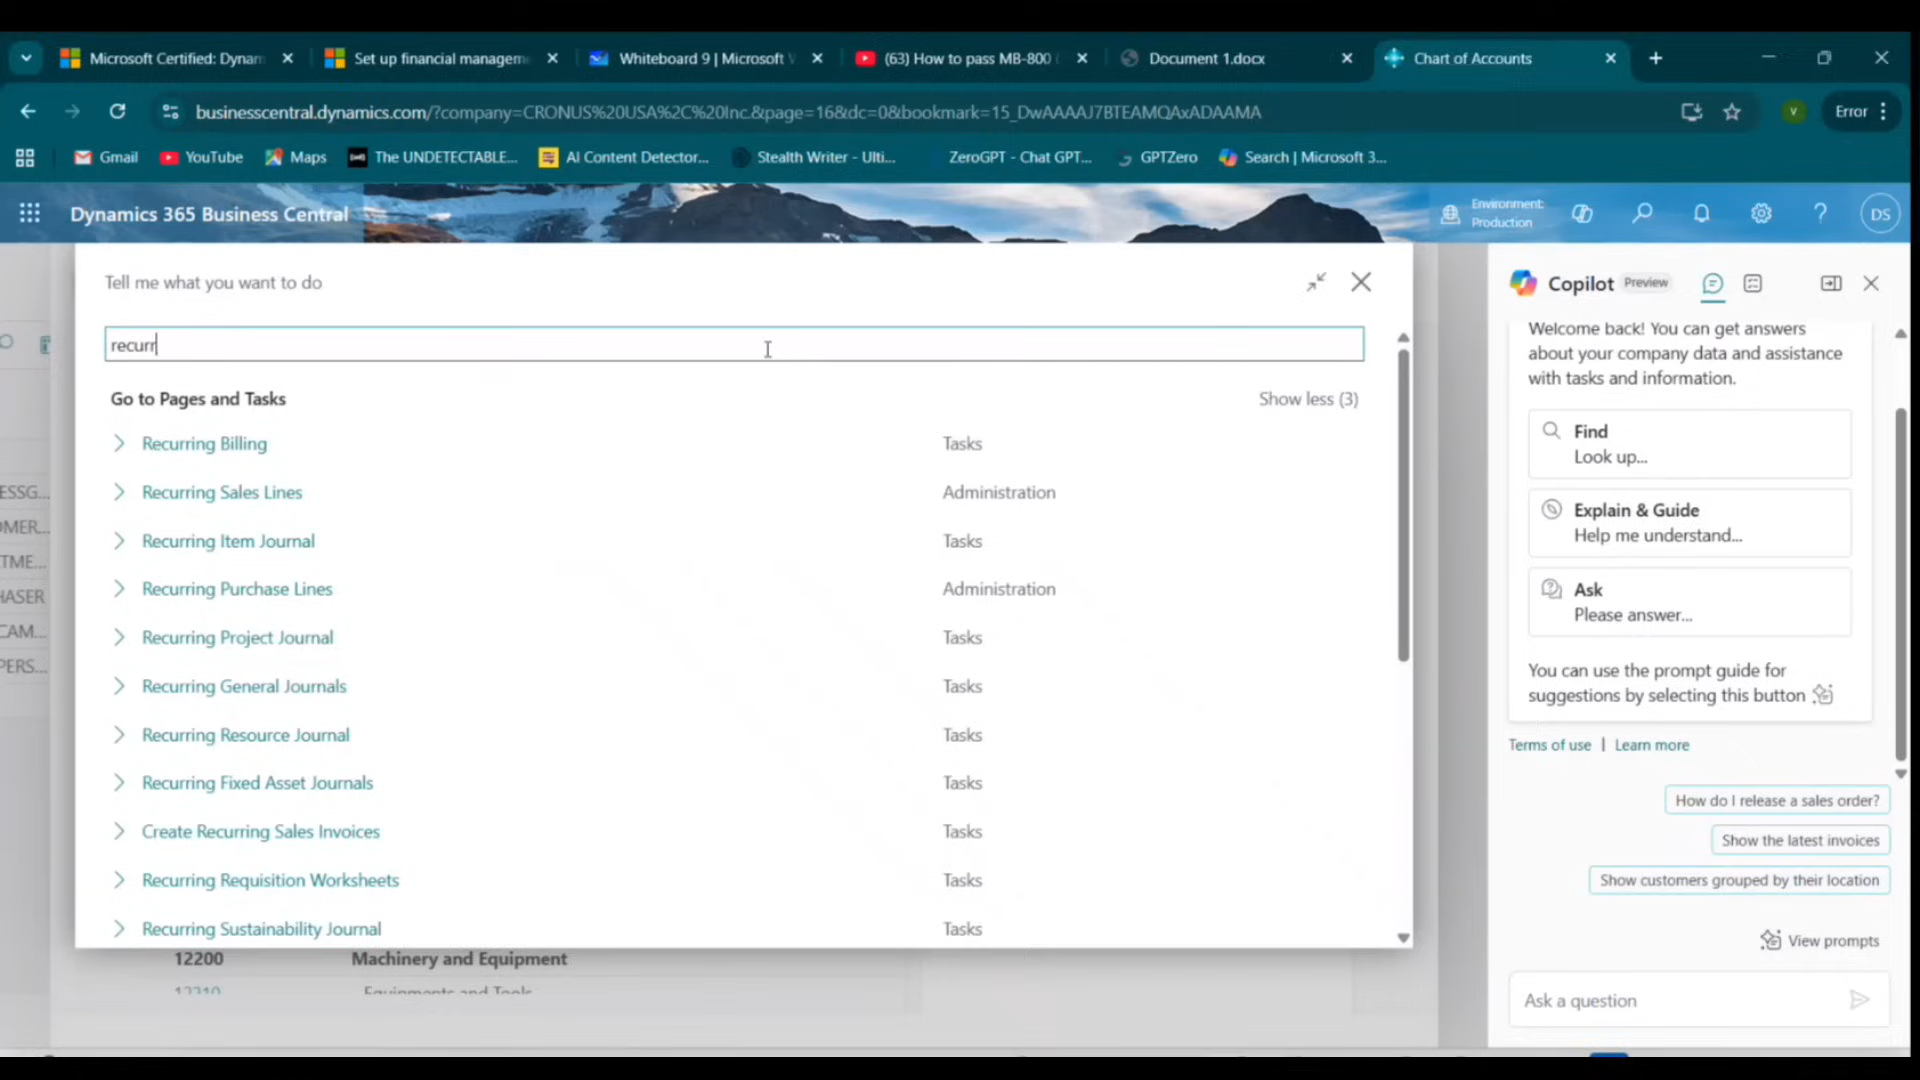 Microsoft Certified: Dynam
Set up financial managem
Whiteboard 9 | Microsoft W
(63) How to pass MB-800
Document 1.docx
Chart of Accounts
businesscentral.dynamics.com/?company=CRONUS%20USA%2C%20Inc.&page=16&dc=0&bookmark=15_DwAAAAJ7BTEAMQAxADAAMA
V
Error
Gmail
YouTube
Maps
The UNDETECTABLE...
AI Content Detector...
Stealth Writer - Ulti...
ZeroGPT - Chat GPT...
GPTZero
Search | Microsoft 3...
Dynamics 365 Business Central
Environment:
Production
DS
Tell me what you want to do
recurr
Go to Pages and Tasks
Show less (3)
Recurring Billing
Tasks
Recurring Sales Lines
Administration
Recurring Item Journal
Tasks
Recurring Purchase Lines
Administration
Recurring Project Journal
Tasks
Recurring General Journals
Tasks
Recurring Resource Journal
Tasks
Recurring Fixed Asset Journals
Tasks
Create Recurring Sales Invoices
Tasks
Recurring Requisition Worksheets
Tasks
Recurring Sustainability Journal
Tasks
ESSG...
OMER...
TME...
HASER
CAM...
PERS...
12200
Machinery and Equipment
12210
Equipments and Tools
Copilot
Preview
Welcome back! You can get answers
about your company data and assistance
with tasks and information.
Find
Look up...
Explain & Guide
Help me understand...
Ask
Please answer...
You can use the prompt guide for
suggestions by selecting this button
Terms of use | Learn more
How do I release a sales order?
Show the latest invoices
Show customers grouped by their location
View prompts
Ask a question